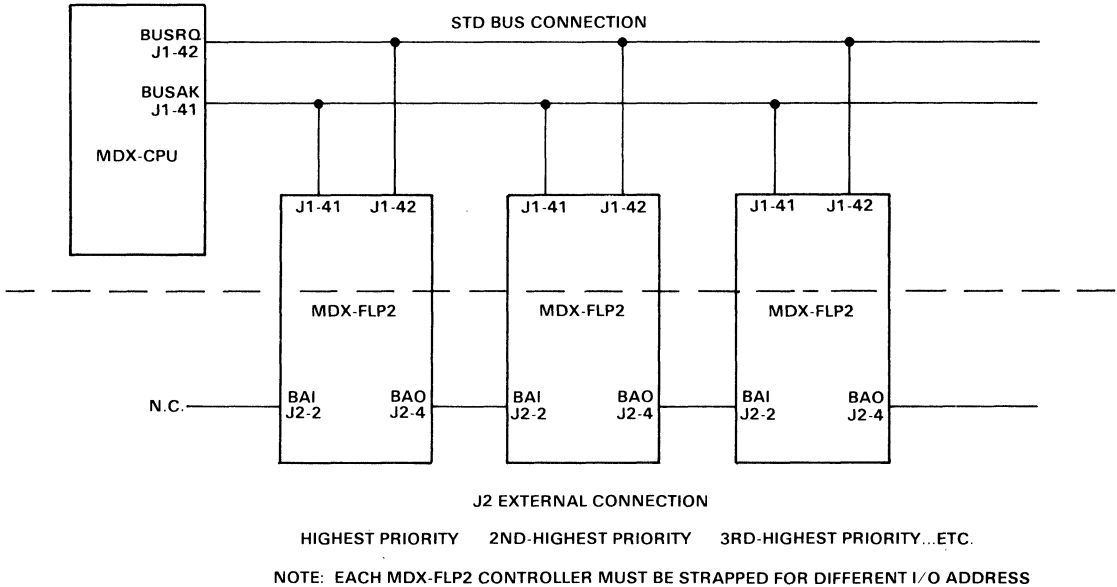 STD BUS CONNECTION
BUSRQ
J1-42
BUSAK
J1-41
MDX-CPU
J1-41 J1-42
J1-41 J1-42
J1-41 J1-42
MDX-FLP2
MDX-FLP2
MDX-FLP2
N.C.
BAI
J2-2
BAO
J2-4
BAI
J2-2
BAO
J2-4
BAI
J2-2
BAO
J2-4
J2 EXTERNAL CONNECTION
HIGHEST PRIORITY 2ND-HIGHEST PRIORITY 3RD-HIGHEST PRIORITY...ETC.
NOTE: EACH MDX-FLP2 CONTROLLER MUST BE STRAPPED FOR DIFFERENT I/O ADDRESS